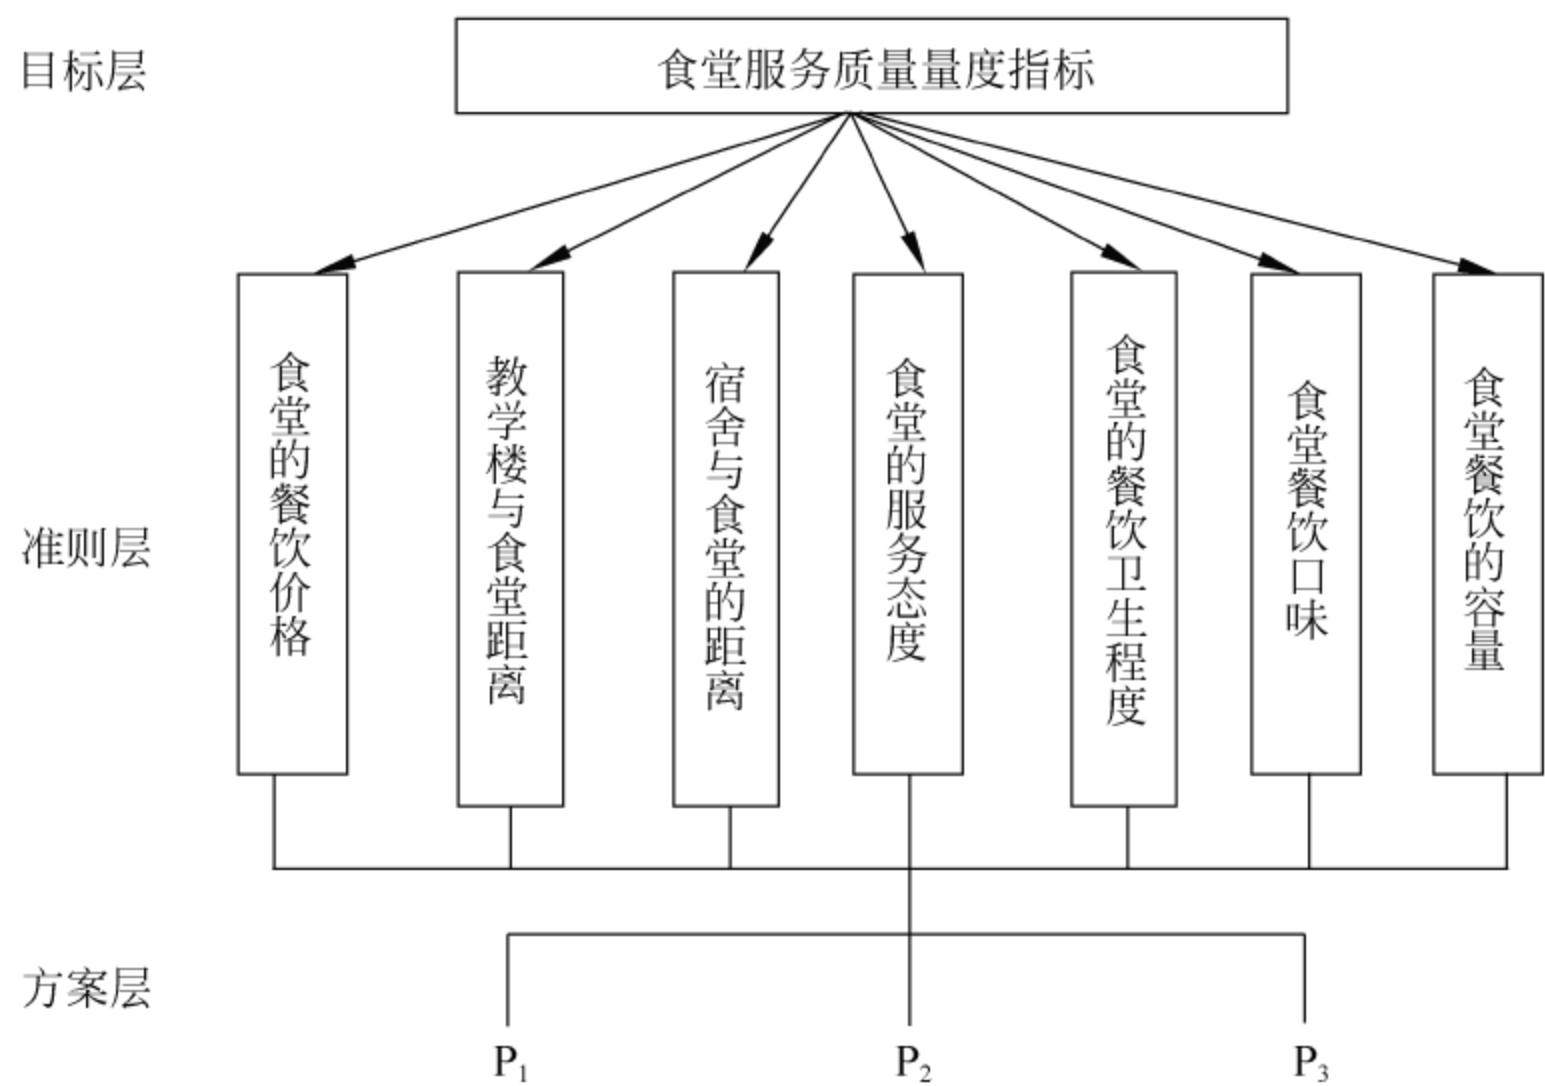 目标层
食堂服务质量量度指标
准则层
食堂的餐饮价格
教学楼与食堂距离
宿舍与食堂的距离
食堂的服务态度
食堂的餐饮卫生程度
食堂餐饮口味
食堂餐饮的容量
方案层
P₁
P₂
P₃